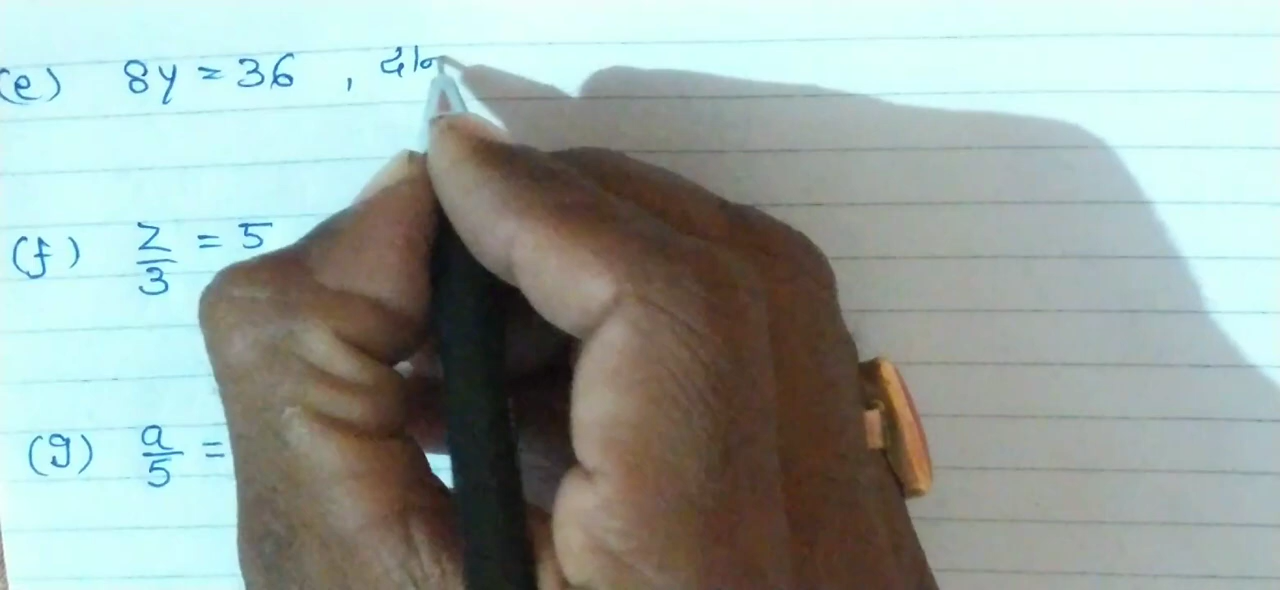 (e) 8y = 36 ,
(f) z/3 = 5
(g) a/5 =